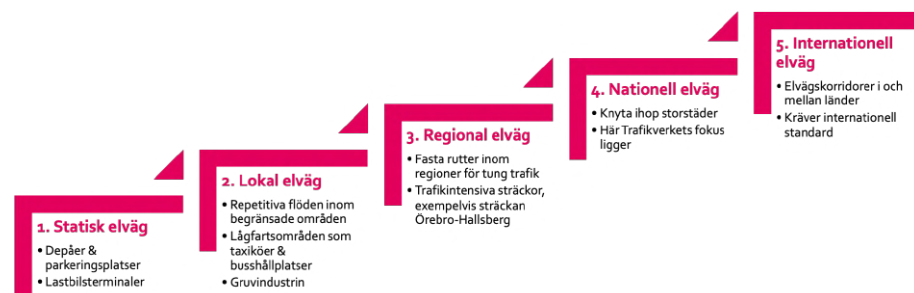 1. Statisk elväg
• Depåer &
parkeringsplatser
• Lastbilsterminaler
2. Lokal elväg
• Repetitiva flöden inom
begränsade områden
• Lågfartsområden som
taxiköer &
busshållplatser
• Gruvindustrin
3. Regional elväg
• Fasta rutter inom
regioner för tung trafik
• Trafikintensiva sträckor,
exempelvis sträckan
Örebro-Hallsberg
4. Nationell elväg
• Knyta ihop storstäder
• Här Trafikverkets fokus
ligger
5. Internationell
elväg
• Elvägskorridorer i och
mellan länder
• Kräver internationell
standard